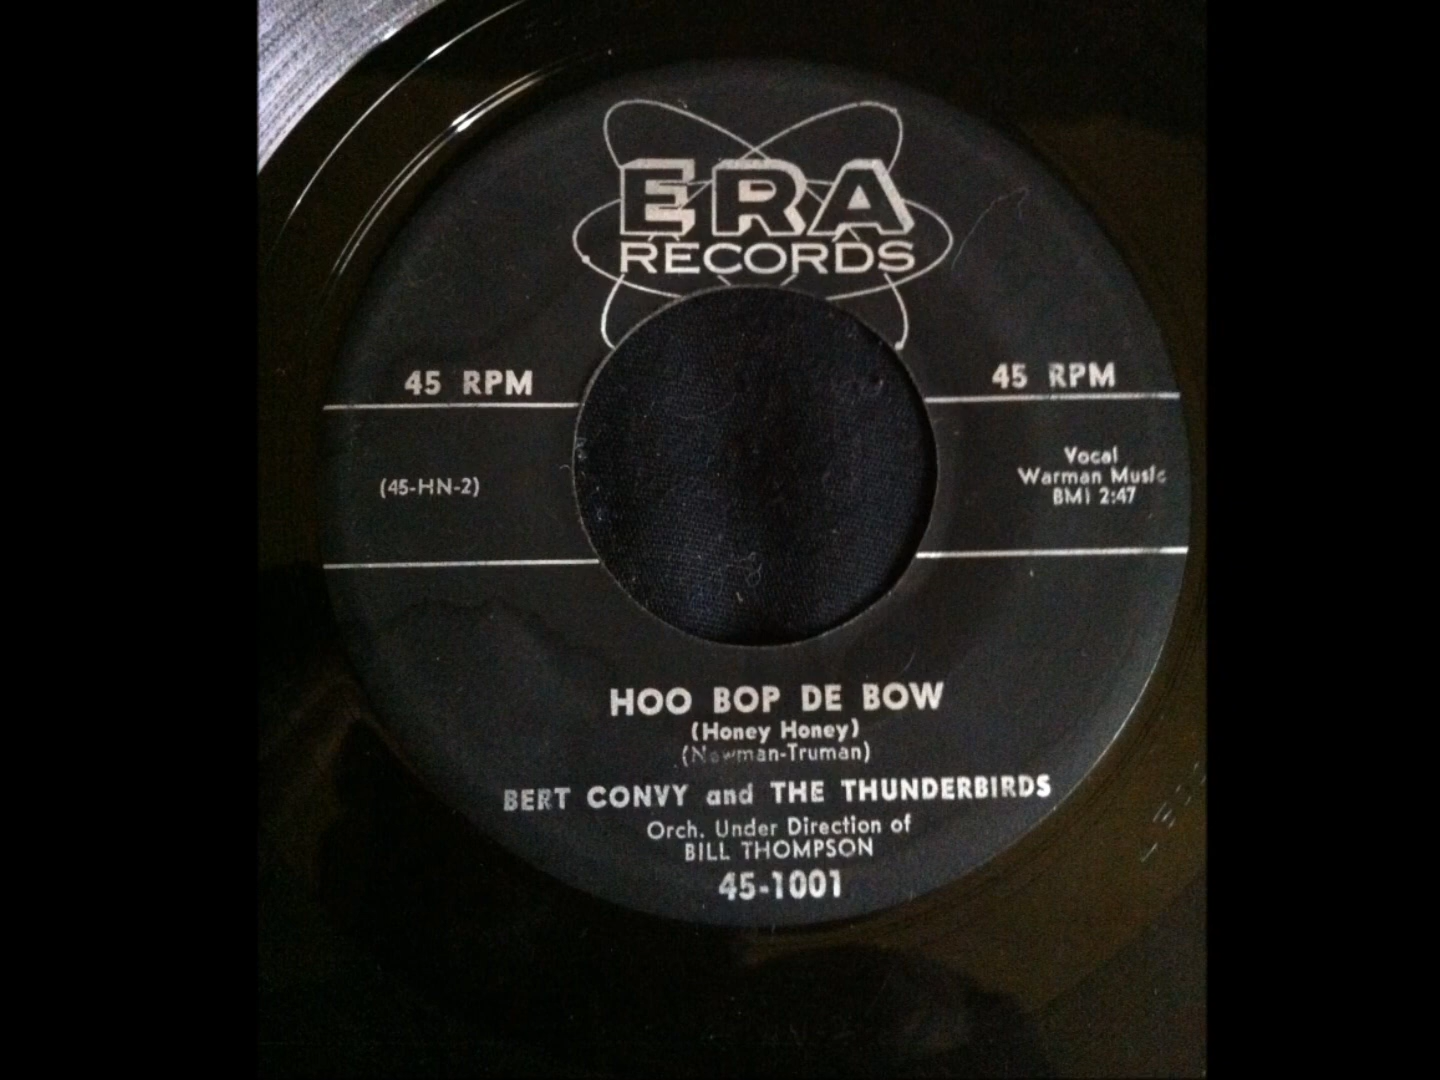 ERA
RECORDS
45 RPM
45 RPM
(45-HN-2)
Vocal
Warman Music
BMI 2:47
HOO BOP DE BOW
(Honey Honey)
(Newman-Truman)
BERT CONVY and THE THUNDERBIRDS
Orch. Under Direction of
BILL THOMPSON
45-1001